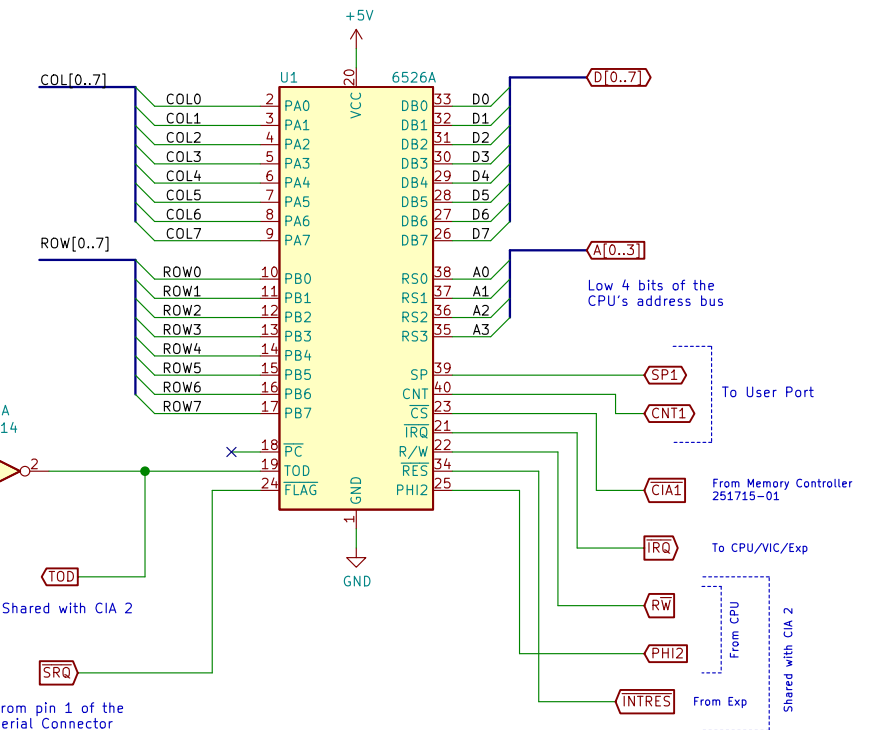 +5V
COL[0..7]
U1
6526A
D[0..7]
20
VCC
COL0 2 PA0 DB0 33 D0
COL1 3 PA1 DB1 32 D1
COL2 4 PA2 DB2 31 D2
COL3 5 PA3 DB3 30 D3
COL4 6 PA4 DB4 29 D4
COL5 7 PA5 DB5 28 D5
COL6 8 PA6 DB6 27 D6
COL7 9 PA7 DB7 26 D7
ROW[0..7]
A[0..3]
ROW0 10 PB0 RS0 38 A0
ROW1 11 PB1 RS1 37 A1
ROW2 12 PB2 RS2 36 A2
ROW3 13 PB3 RS3 35 A3
ROW4 14 PB4
ROW5 15 PB5
ROW6 16 PB6
ROW7 17 PB7
Low 4 bits of the
CPU's address bus
SP 39
CNT 40
CS 23
IRQ 21
18 PC R/W 22
2 19 TOD RES 34
24 FLAG PHI2 25
A
14
SP1
CNT1
To User Port
CIA1
From Memory Controller
251715-01
GND
1
GND
IRQ
To CPU/VIC/Exp
TOD
Shared with CIA 2
RW
PHI2
From CPU
Shared with CIA 2
SRQ
INTRES
From Exp
rom pin 1 of the
erial Connector